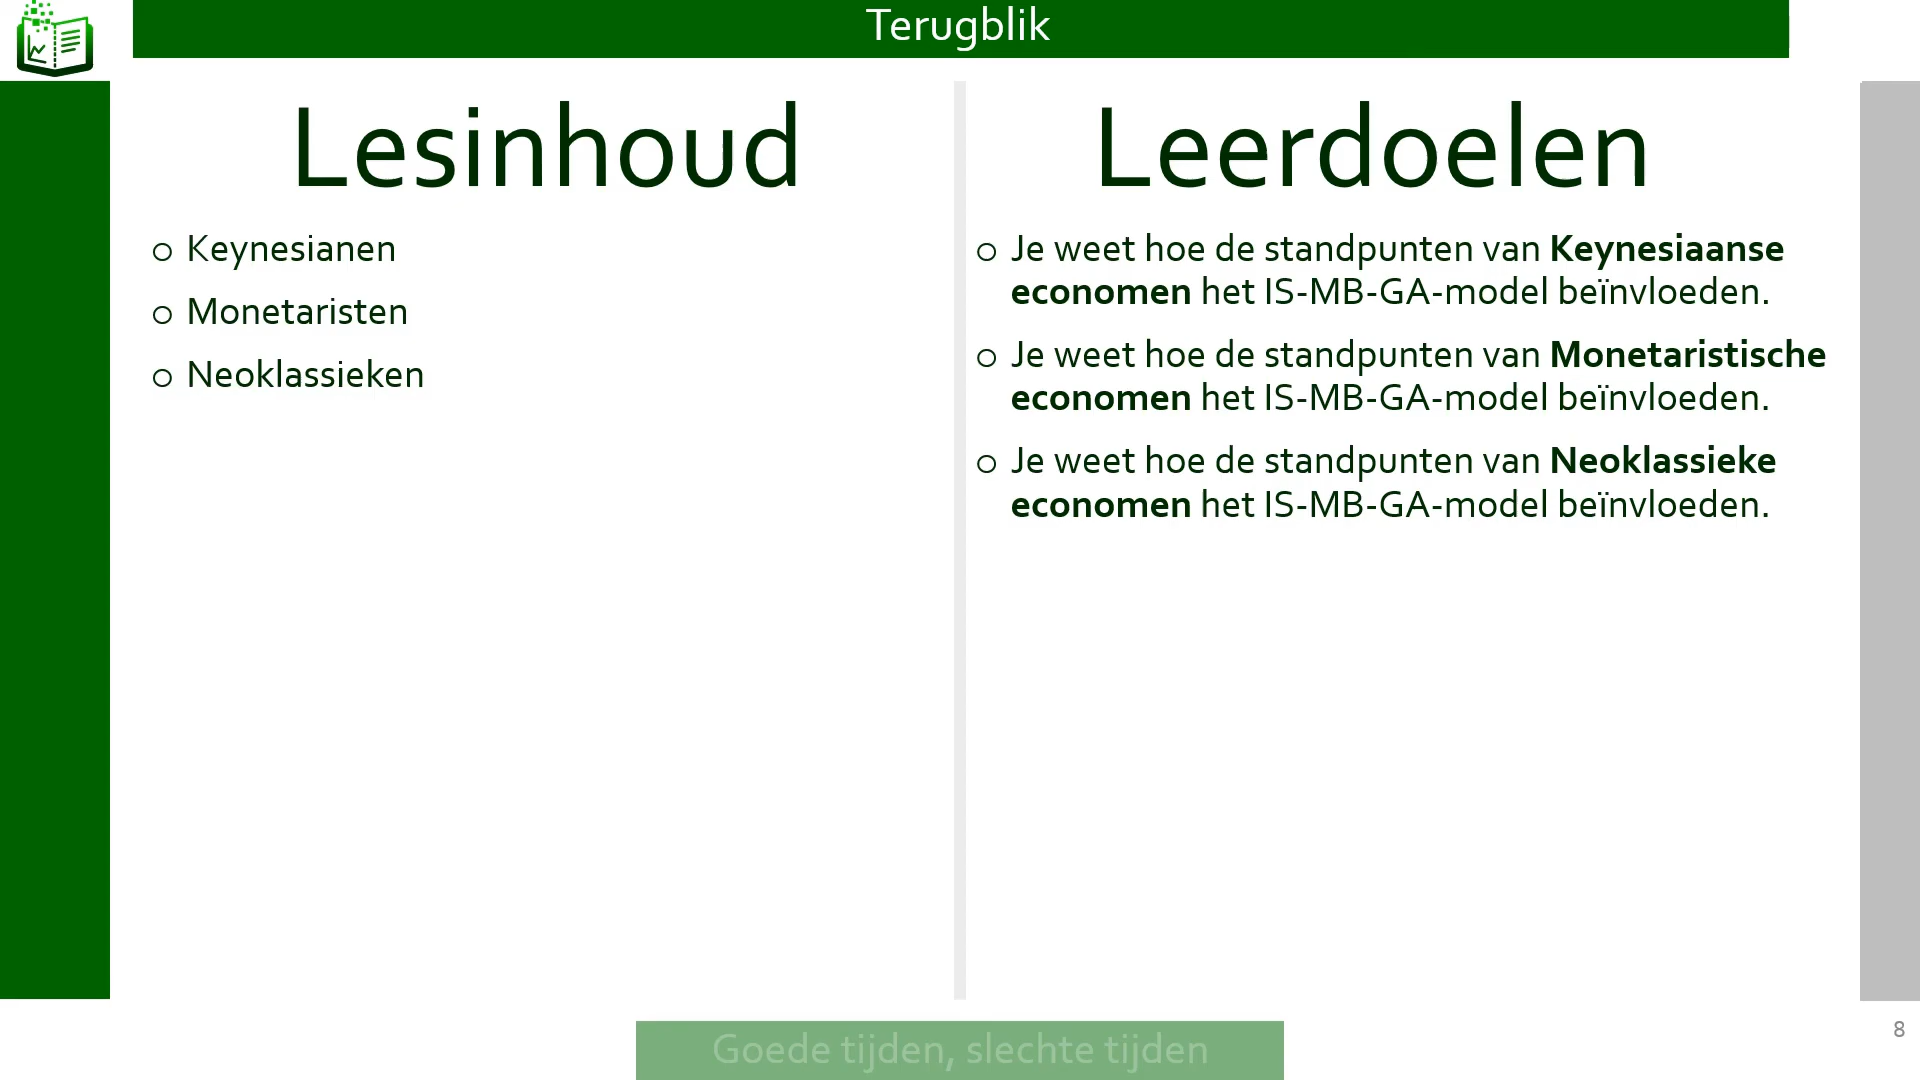 Terugblik
Lesinhoud
o Keynesianen
o Monetaristen
o Neoklassieken
Leerdoelen
o Je weet hoe de standpunten van Keynesiaanse
economen het IS-MB-GA-model beïnvloeden.
o Je weet hoe de standpunten van Monetaristische
economen het IS-MB-GA-model beïnvloeden.
o Je weet hoe de standpunten van Neoklassieke
economen het IS-MB-GA-model beïnvloeden.
Goede tijden, slechte tijden
8